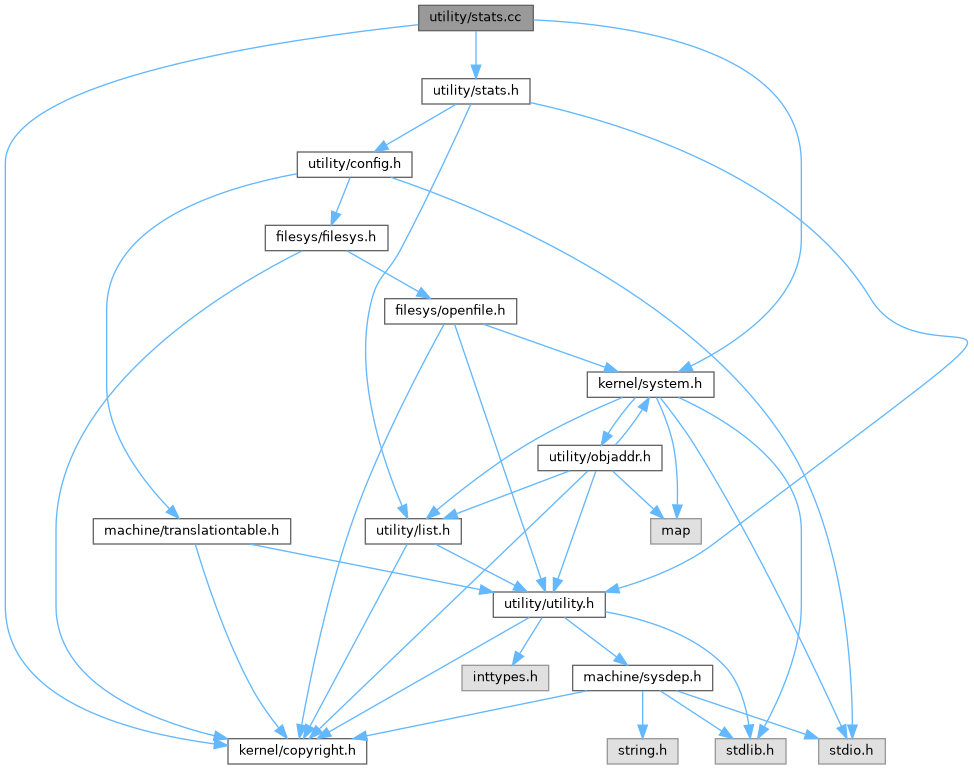 utility/stats.cc
utility/stats.h
utility/config.h
filesys/filesys.h
filesys/openfile.h
kernel/system.h
utility/objaddr.h
machine/translationtable.h
utility/list.h
map
utility/utility.h
inttypes.h
machine/sysdep.h
kernel/copyright.h
string.h
stdlib.h
stdio.h